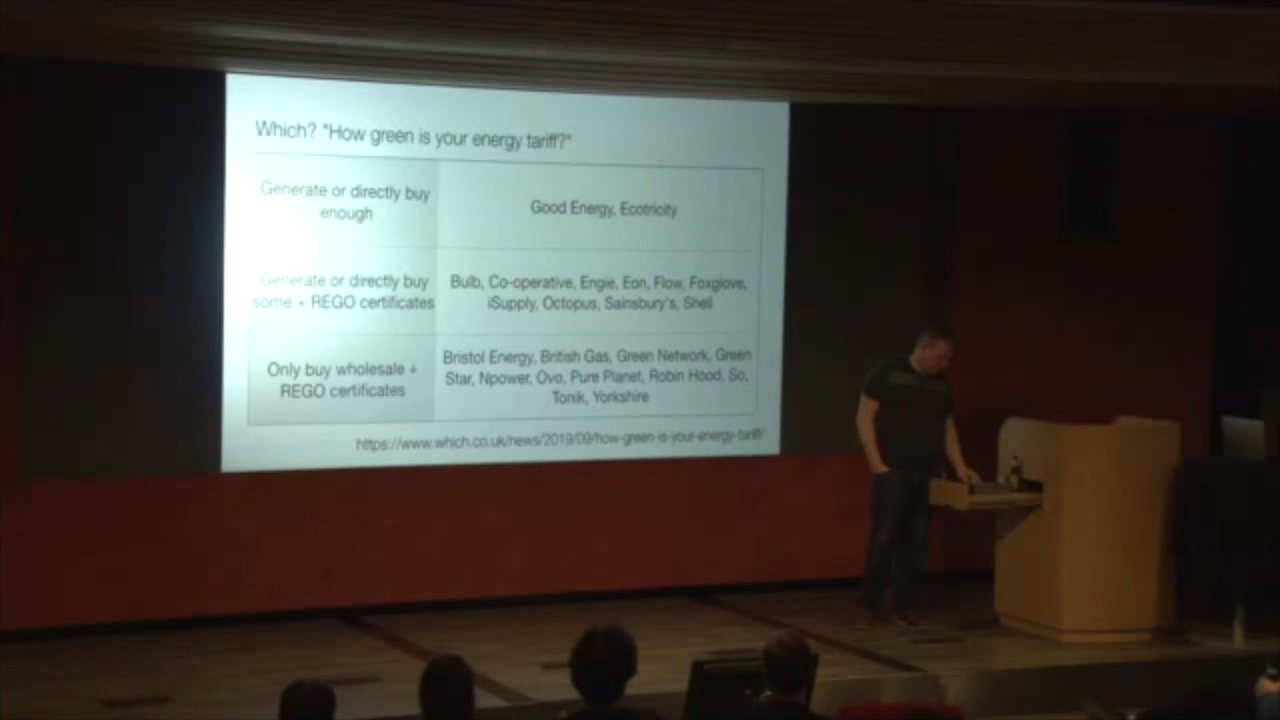 Which? "How green is your energy tariff?"
Generate or directly buy
enough
Good Energy, Ecotricity
Generate or directly buy
some + REGO certificates
Bulb, Co-operative, Engie, Eon, Flow, Foxglove,
iSupply, Octopus, Sainsbury's, Shell
Only buy wholesale +
REGO certificates
Bristol Energy, British Gas, Green Network, Green
Star, Npower, Ovo, Pure Planet, Robin Hood, So,
Tonik, Yorkshire
https://www.which.co.uk/news/2019/09/how-green-is-your-energy-tariff/